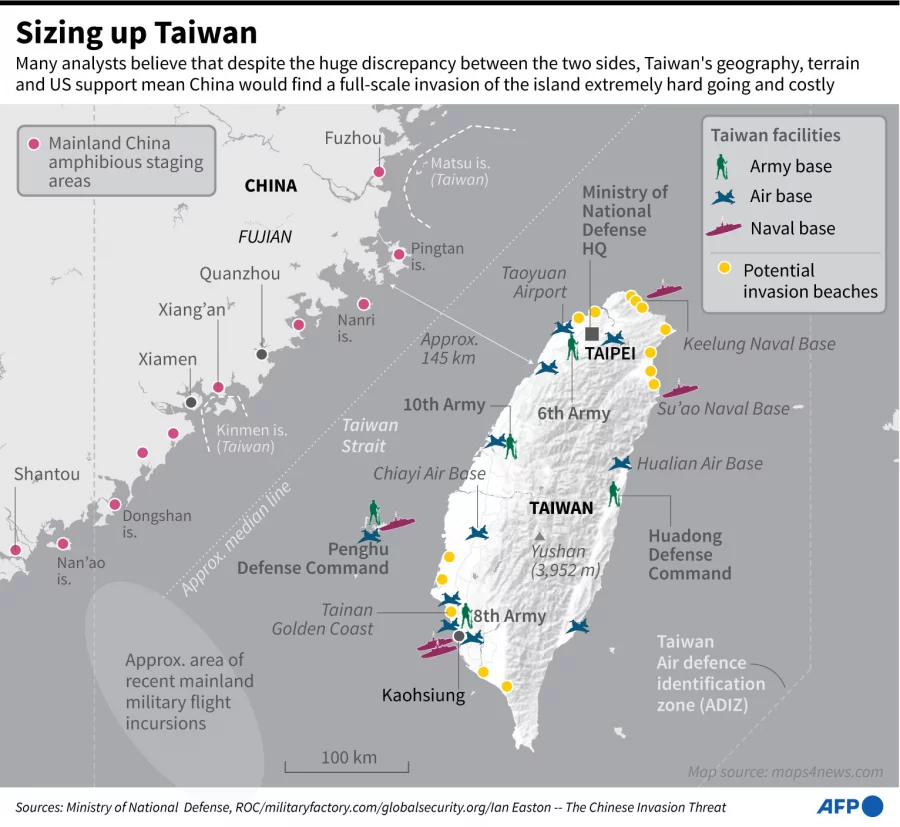 Sizing up Taiwan
Many analysts believe that despite the huge discrepancy between the two sides, Taiwan's geography, terrain
and US support mean China would find a full-scale invasion of the island extremely hard going and costly
Mainland China
amphibious staging
areas
Fuzhou
Matsu is.
(Taiwan)
CHINA
FUJIAN
Taiwan facilities
Army base
Air base
Naval base
Potential
invasion beaches
Ministry of
National
Defense
HQ
Pingtan
is.
Quanzhou
Taoyuan
Airport
Xiang'an
Nanri
is.
Approx.
145 km
Keelung Naval Base
TAIPEI
Xiamen
10th Army
6th Army
Su'ao Naval Base
Kinmen is.
(Taiwan)
Taiwan
Strait
Shantou
Chiayi Air Base
Hualian Air Base
Dongshan
is.
Approx median line
TAIWAN
Nan'ao
is.
Penghu
Defense Command
Yushan
(3,952 m)
Huadong
Defense
Command
Tainan
Golden Coast
8th Army
Approx. area of
recent mainland
military flight
incursions
Taiwan
Air defence
identification
zone (ADIZ)
Kaohsiung
100 km
Map source: maps4news.com
Sources: Ministry of National Defense, ROC/militaryfactory.com/globalsecurity.org/Ian Easton -- The Chinese Invasion Threat
AFP